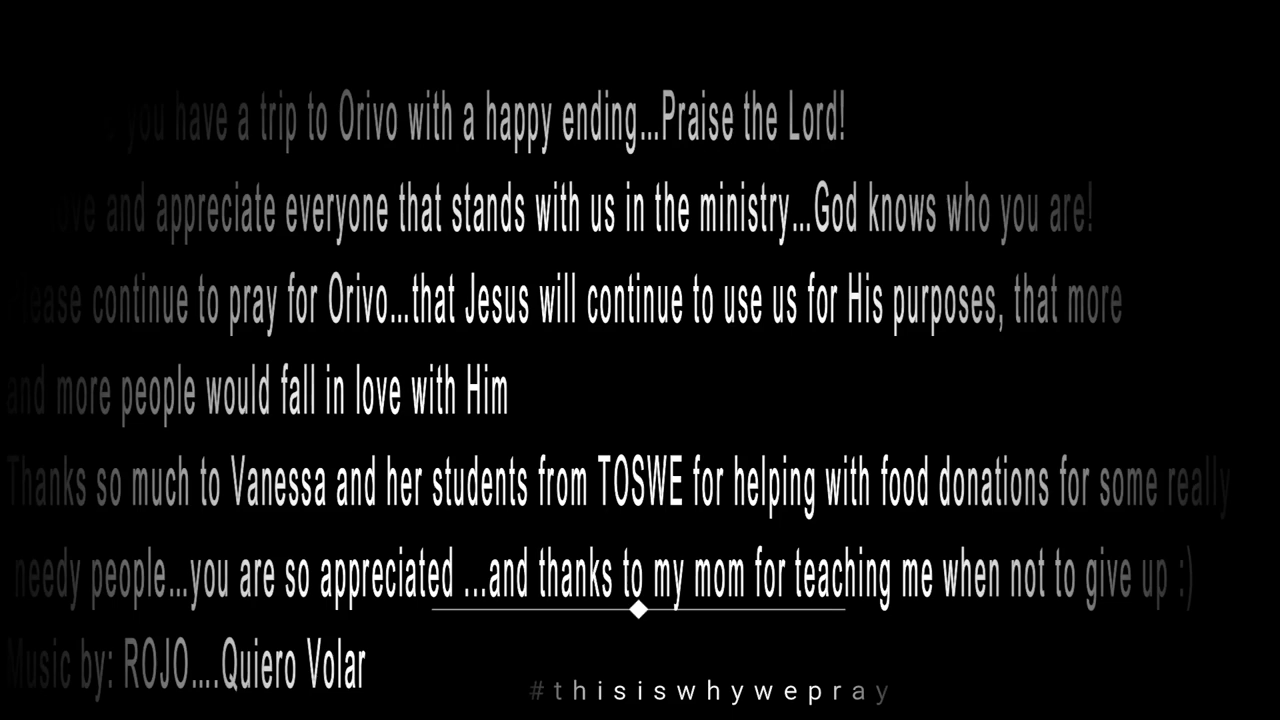 you have a trip to Orivo with a happy ending...Praise the Lord!
love and appreciate everyone that stands with us in the ministry...God knows who you are!
Please continue to pray for Orivo...that Jesus will continue to use us for His purposes, that more
and more people would fall in love with Him
Thanks so much to Vanessa and her students from TOSWE for helping with food donations for some really
needy people...you are so appreciated ...and thanks to my mom for teaching me when not to give up :)
Music by: ROJO....Quiero Volar
#thisiswhywepray